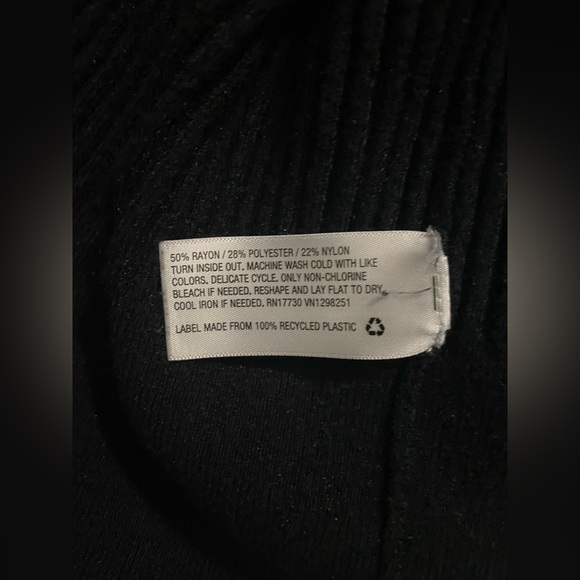 50% RAYON / 28% POLYESTER / 22% NYLON
TURN INSIDE OUT. MACHINE WASH COLD WITH LIKE
COLORS. DELICATE CYCLE. ONLY NON-CHLORINE
BLEACH IF NEEDED. RESHAPE AND LAY FLAT TO DRY.
COOL IRON IF NEEDED. RN17730 VN1298251
LABEL MADE FROM 100% RECYCLED PLASTIC